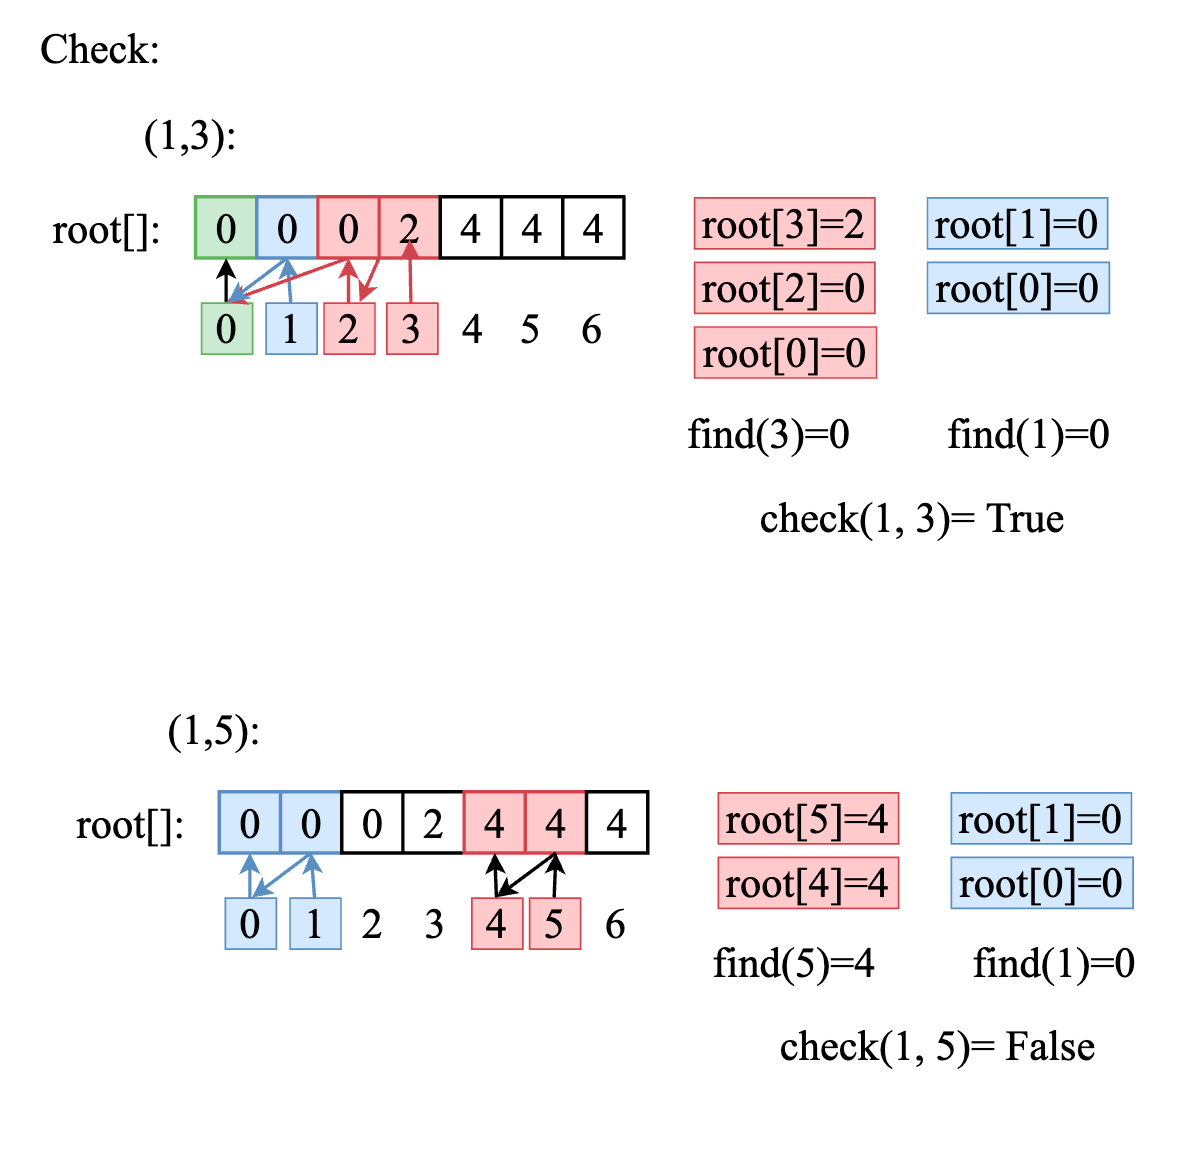 Check:
(1,3):
root[]: 0 0 0 2 4 4 4
0 1 2 3 4 5 6
root[3]=2 root[1]=0
root[2]=0 root[0]=0
root[0]=0
find(3)=0 find(1)=0
check(1, 3)= True
(1,5):
root[]: 0 0 0 2 4 4 4
0 1 2 3 4 5 6
root[5]=4 root[1]=0
root[4]=4 root[0]=0
find(5)=4 find(1)=0
check(1, 5)= False